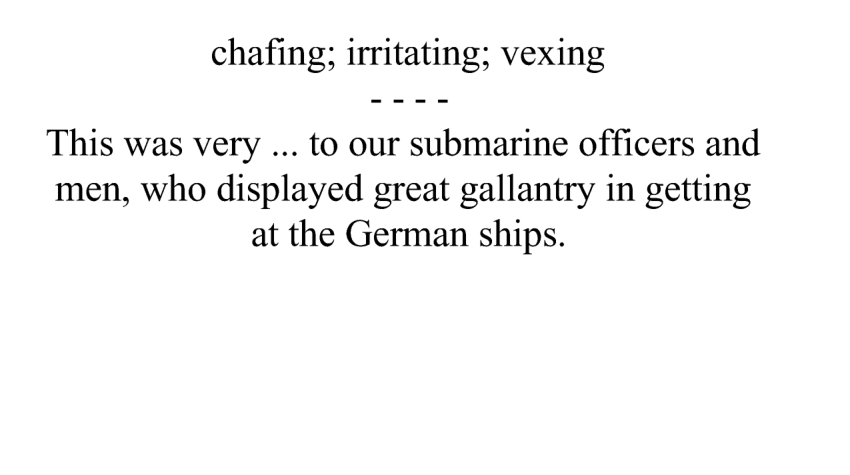 chafing; irritating; vexing
- - - -
This was very ... to our submarine officers and
men, who displayed great gallantry in getting
at the German ships.